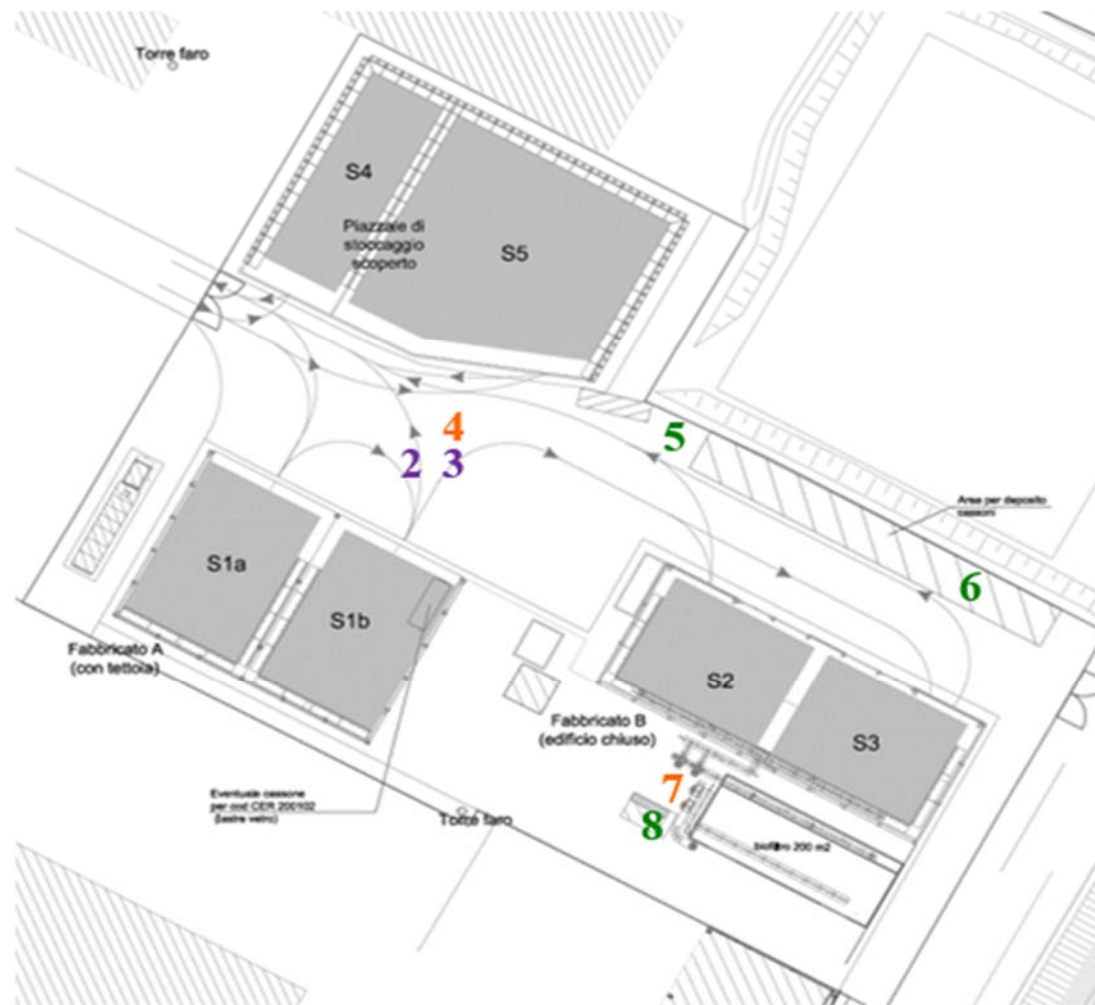 Torre faro
S4
Piazzale di
stoccaggio
scoperto
S5
4
5
2
3
Area per deposito
cassoni
6
S1a
S1b
Fabbricato A
(con tettoia)
S2
Fabbricato B
(edificio chiuso)
S3
7
Eventuale cassone
per cod CER 200102
(lastre vetro)
Torre faro
8
biofiltro 200 m2